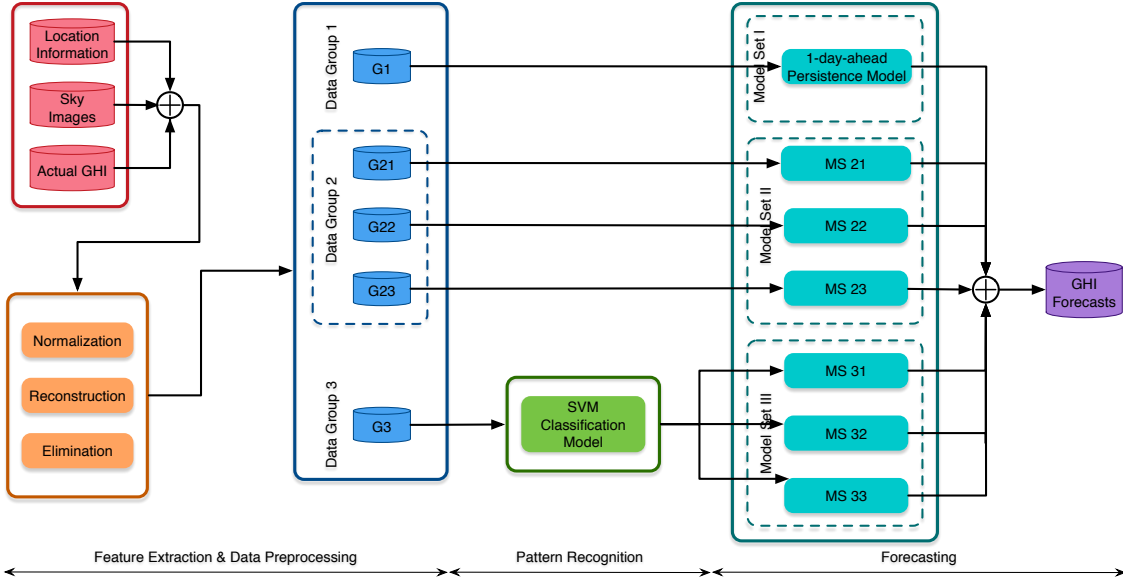 Location
Information
Sky
Images
Actual GHI
Normalization
Reconstruction
Elimination
Data Group 1
G1
Data Group 2
G21
G22
G23
Data Group 3
G3
SVM
Classification
Model
Model Set I
1-day-ahead
Persistence Model
Model Set II
MS 21
MS 22
MS 23
Model Set III
MS 31
MS 32
MS 33
GHI
Forecasts
Feature Extraction & Data Preprocessing
Pattern Recognition
Forecasting